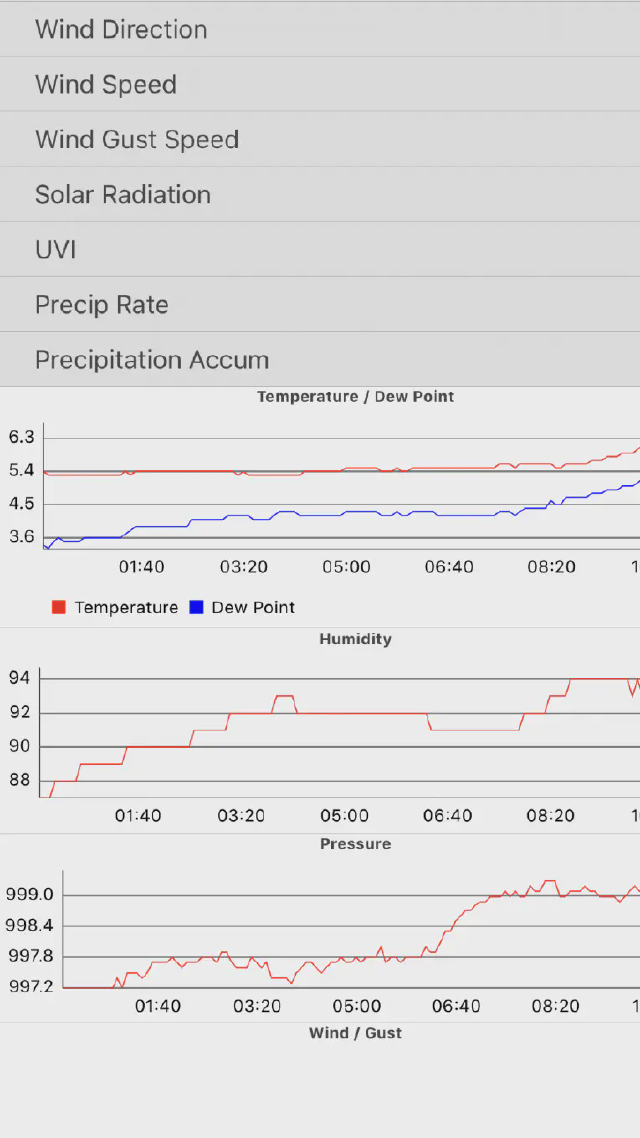 Wind Direction
Wind Speed
Wind Gust Speed
Solar Radiation
UVI
Precip Rate
Precipitation Accum
Temperature / Dew Point
6.3
5.4
4.5
3.6
01:40 03:20 05:00 06:40 08:20 1
Temperature Dew Point
Humidity
94
92
90
88
01:40 03:20 05:00 06:40 08:20 1
Pressure
999.0
998.4
997.8
997.2
01:40 03:20 05:00 06:40 08:20 1
Wind / Gust